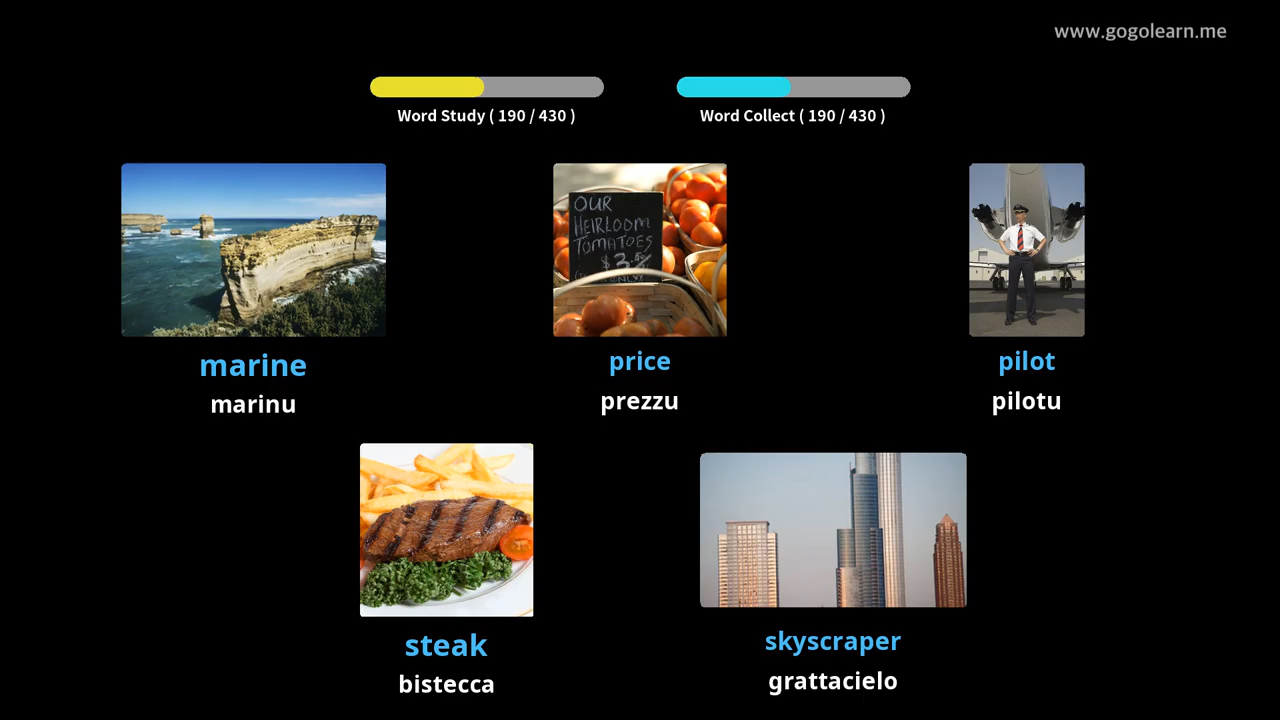 www.gogolearn.me
Word Study ( 190 / 430 )
Word Collect ( 190 / 430 )
OUR
HEIRLOOM
TOMATOES
marine
marinu
price
prezzu
pilot
pilotu
steak
bistecca
skyscraper
grattacielo